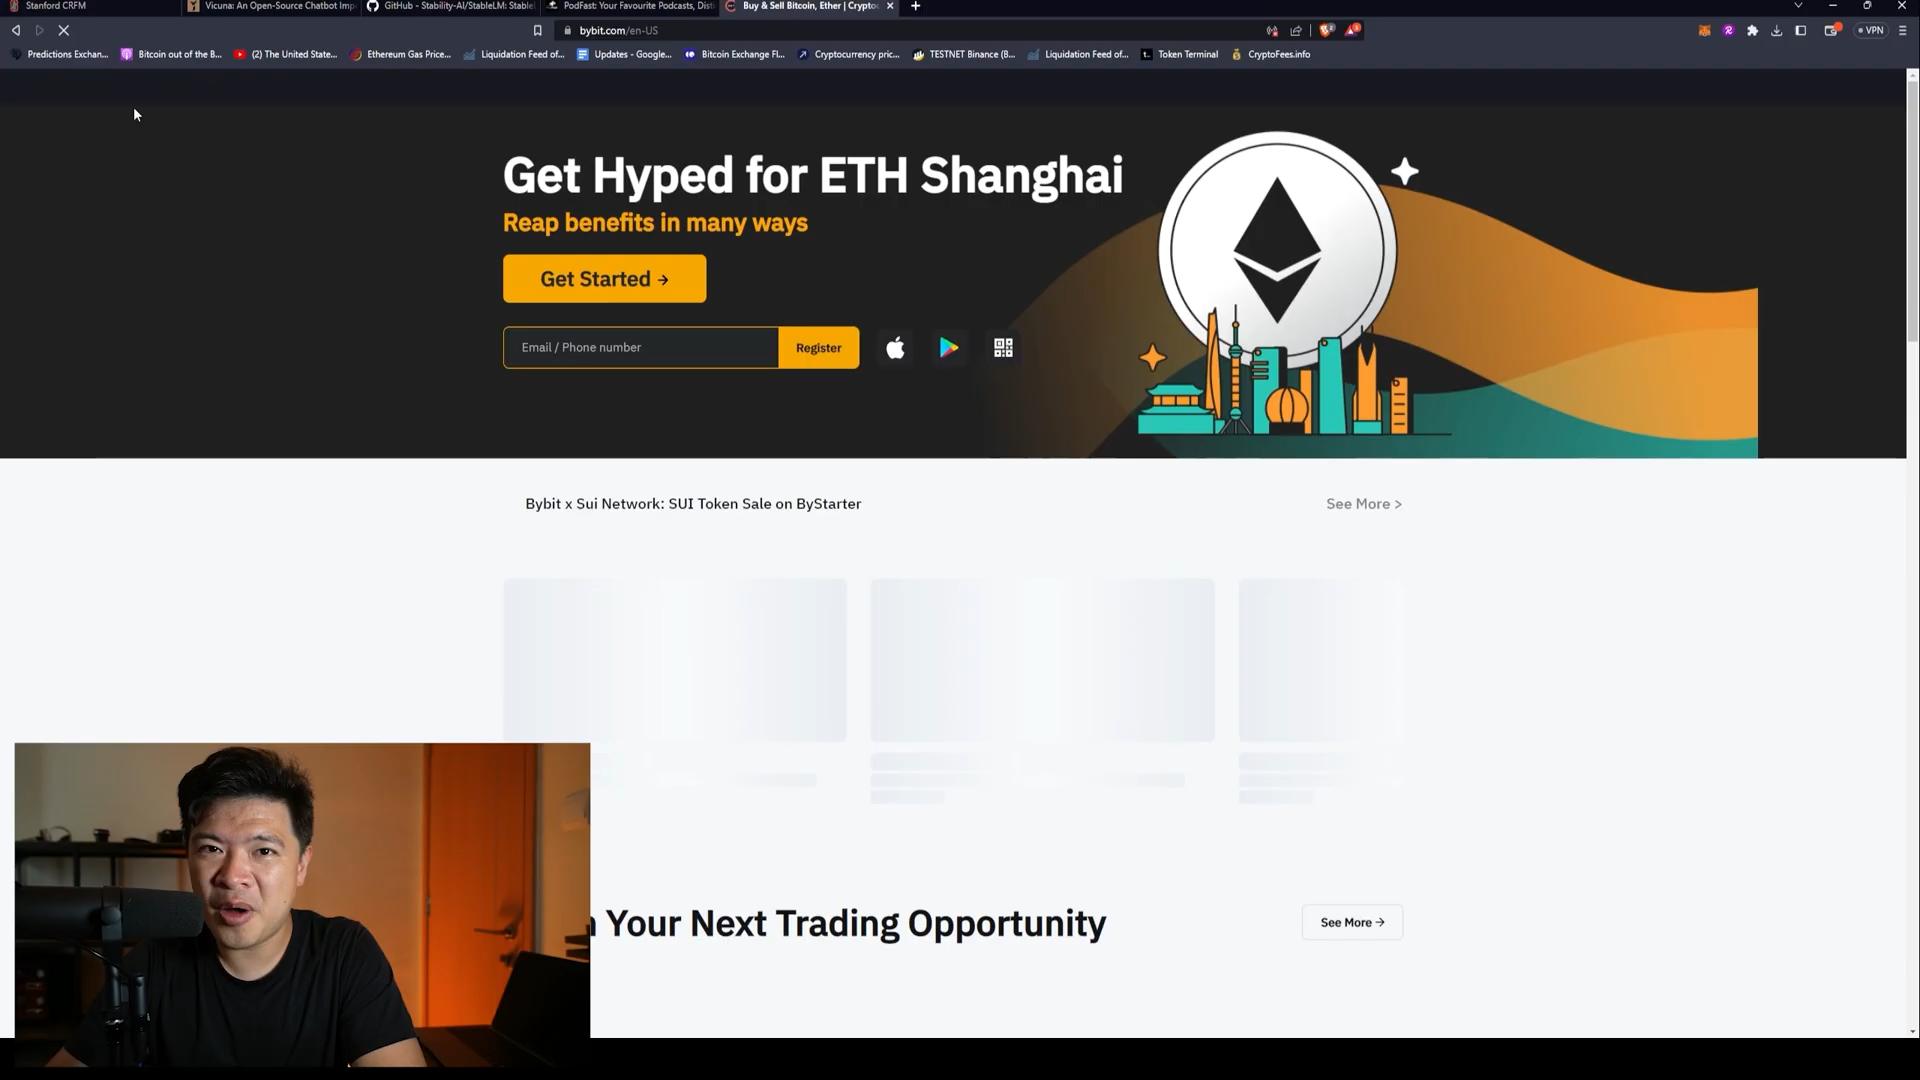 Stanford CRFM
Vicuna: An Open-Source Chatbot Imp
GitHub - Stability-AI/StableLM: Stable
PodFast: Your Favourite Podcasts, Disti
Buy & Sell Bitcoin, Ether | Crypto
bybit.com/en-US
VPN
Predictions Exchan...
Bitcoin out of the B...
(2) The United State...
Ethereum Gas Price...
Liquidation Feed of...
Updates - Google...
Bitcoin Exchange Fl...
Cryptocurrency pric...
TESTNET Binance (B...
Liquidation Feed of...
Token Terminal
CryptoFees.info
Get Hyped for ETH Shanghai
Reap benefits in many ways
Get Started →
Email / Phone number
Register
Bybit x Sui Network: SUI Token Sale on ByStarter
See More >
Your Next Trading Opportunity
See More →